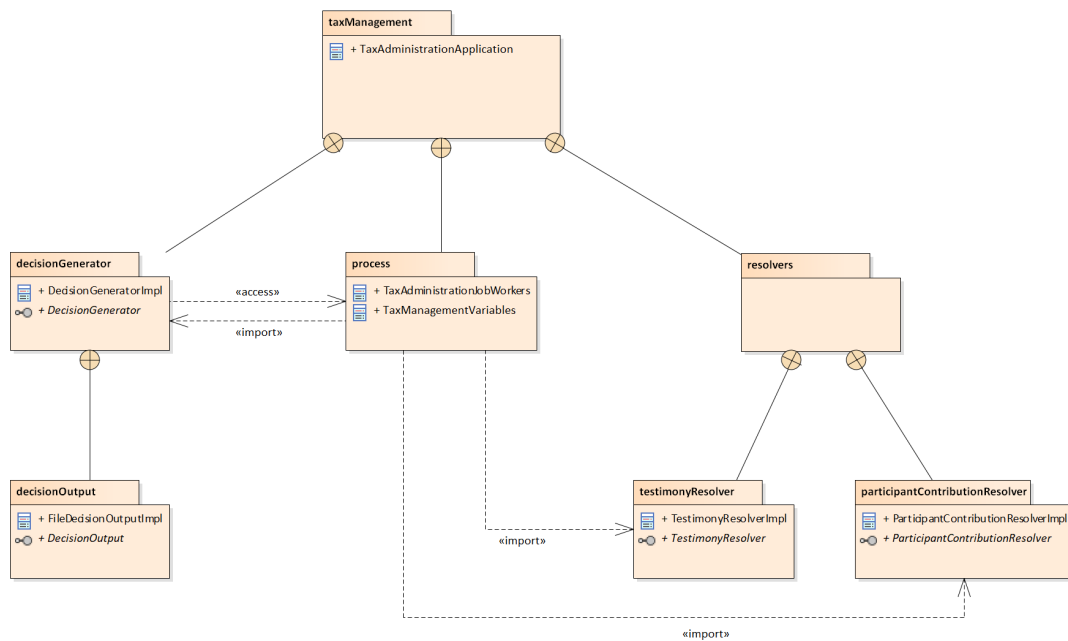 taxManagement
+ TaxAdministrationApplication
decisionGenerator
+ DecisionGeneratorImpl
+ DecisionGenerator
«access»
«import»
process
+ TaxAdministrationJobWorkers
+ TaxManagementVariables
resolvers
decisionOutput
+ FileDecisionOutputImpl
+ DecisionOutput
«import»
testimonyResolver
+ TestimonyResolverImpl
+ TestimonyResolver
participantContributionResolver
+ ParticipantContributionResolverImpl
+ ParticipantContributionResolver
«import»